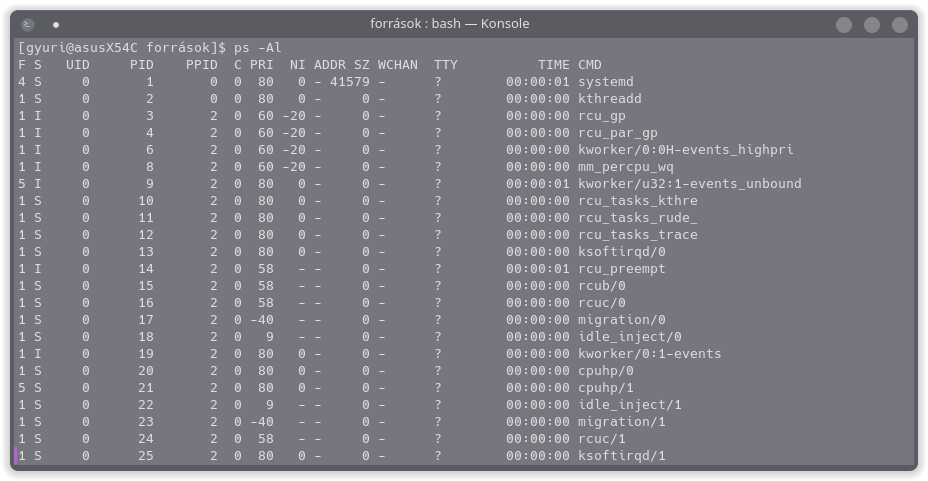 források : bash — Konsole
[gyuri@asusX54C források]$ ps -Al
F S   UID     PID    PPID  C PRI  NI ADDR SZ WCHAN  TTY          TIME CMD
4 S     0       1       0  0  80   0 - 41579 -      ?        00:00:01 systemd
1 S     0       2       0  0  80   0 -     0 -      ?        00:00:00 kthreadd
1 I     0       3       2  0  60 -20 -     0 -      ?        00:00:00 rcu_gp
1 I     0       4       2  0  60 -20 -     0 -      ?        00:00:00 rcu_par_gp
1 I     0       6       2  0  60 -20 -     0 -      ?        00:00:00 kworker/0:0H-events_highpri
1 I     0       8       2  0  60 -20 -     0 -      ?        00:00:00 mm_percpu_wq
5 I     0       9       2  0  80   0 -     0 -      ?        00:00:01 kworker/u32:1-events_unbound
1 S     0      10       2  0  80   0 -     0 -      ?        00:00:00 rcu_tasks_kthre
1 S     0      11       2  0  80   0 -     0 -      ?        00:00:00 rcu_tasks_rude_
1 S     0      12       2  0  80   0 -     0 -      ?        00:00:00 rcu_tasks_trace
1 S     0      13       2  0  80   0 -     0 -      ?        00:00:00 ksoftirqd/0
1 I     0      14       2  0  58   - -     0 -      ?        00:00:01 rcu_preempt
1 S     0      15       2  0  58   - -     0 -      ?        00:00:00 rcub/0
1 S     0      16       2  0  58   - -     0 -      ?        00:00:00 rcuc/0
1 S     0      17       2  0 -40   - -     0 -      ?        00:00:00 migration/0
1 S     0      18       2  0   9   - -     0 -      ?        00:00:00 idle_inject/0
1 I     0      19       2  0  80   0 -     0 -      ?        00:00:00 kworker/0:1-events
1 S     0      20       2  0  80   0 -     0 -      ?        00:00:00 cpuhp/0
5 S     0      21       2  0  80   0 -     0 -      ?        00:00:00 cpuhp/1
1 S     0      22       2  0   9   - -     0 -      ?        00:00:00 idle_inject/1
1 S     0      23       2  0 -40   - -     0 -      ?        00:00:00 migration/1
1 S     0      24       2  0  58   - -     0 -      ?        00:00:00 rcuc/1
1 S     0      25       2  0  80   0 -     0 -      ?        00:00:00 ksoftirqd/1